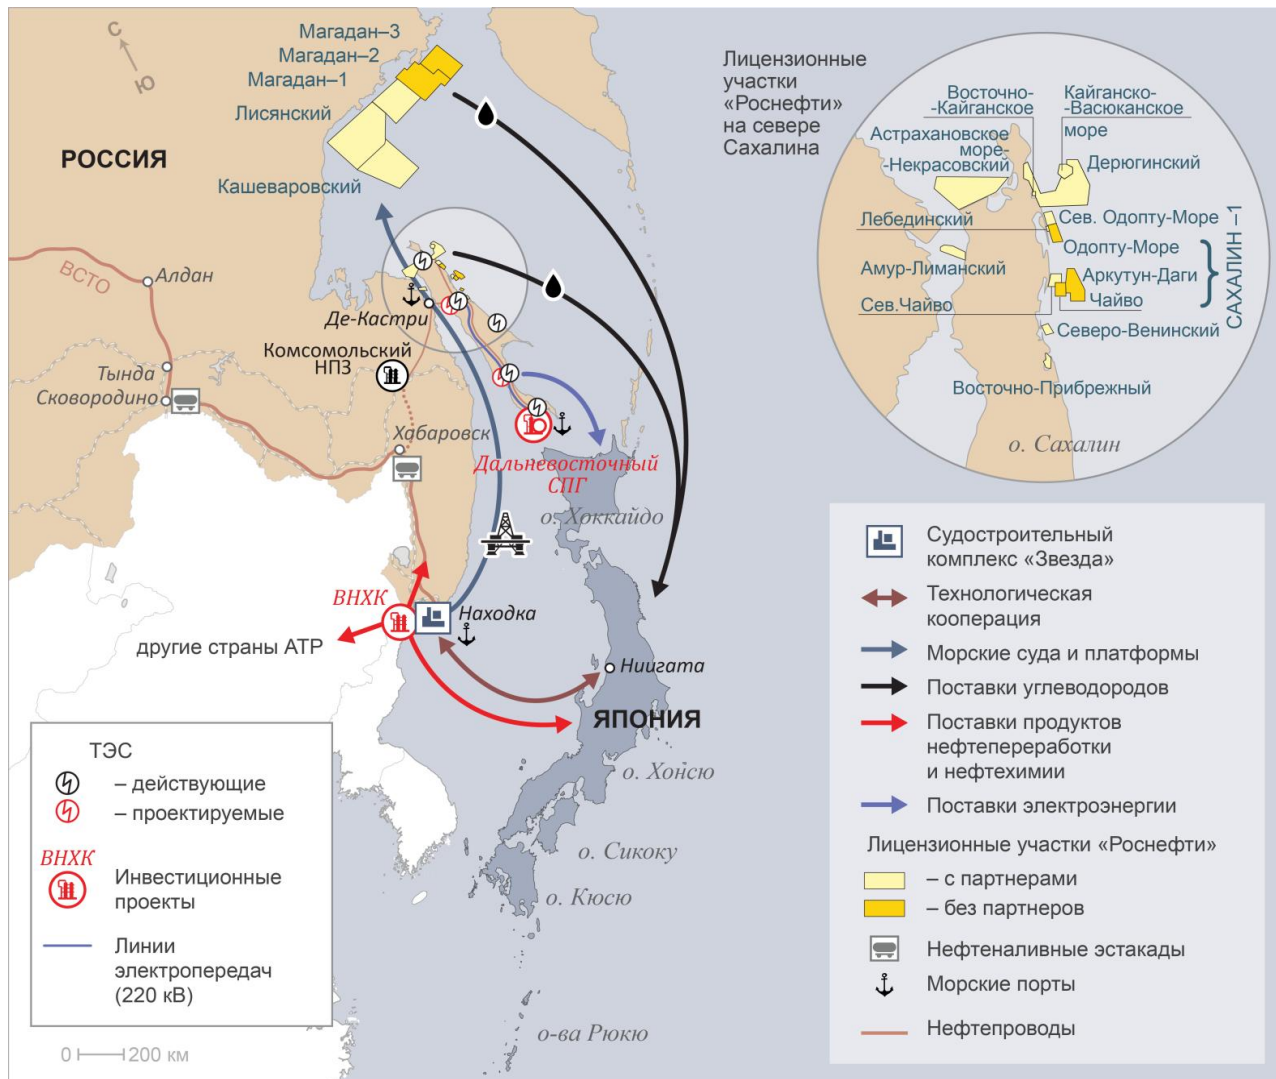 С
Ю
Магадан–3
Магадан–2
Магадан–1
Лисянский
РОССИЯ
Кашеваровский
ВСТО
Алдан
Де-Кастри
Комсомольский
НПЗ
Тында
Сковородино
Хабаровск
Дальневосточный
СПГ
о. Хоккайдо
ВНХК
Находка
другие страны АТР
Ниигата
ЯПОНИЯ
о. Хонсю
о. Сикоку
о. Кюсю
о-ва Рюкю
Лицензионные
участки
«Роснефти»
на севере
Сахалина
Восточно-
-Кайганское
Кайганско-
-Васюканское
море
Астрахановское
море-
-Некрасовский
Дерюгинский
Лебединский
Сев. Одопту-Море
Одопту-Море
Амур-Лиманский
Аркутун-Даги
Сев.Чайво
Чайво
САХАЛИН –1
Северо-Венинский
Восточно-Прибрежный
о. Сахалин
ТЭС
– действующие
– проектируемые
ВНХК
Инвестиционные
проекты
Линии
электропередач
(220 кВ)
0
200 км
Судостроительный
комплекс «Звезда»
Технологическая
кооперация
Морские суда и платформы
Поставки углеводородов
Поставки продуктов
нефтепереработки
и нефтехимии
Поставки электроэнергии
Лицензионные участки «Роснефти»
– с партнерами
– без партнеров
Нефтеналивные эстакады
Морские порты
Нефтепроводы